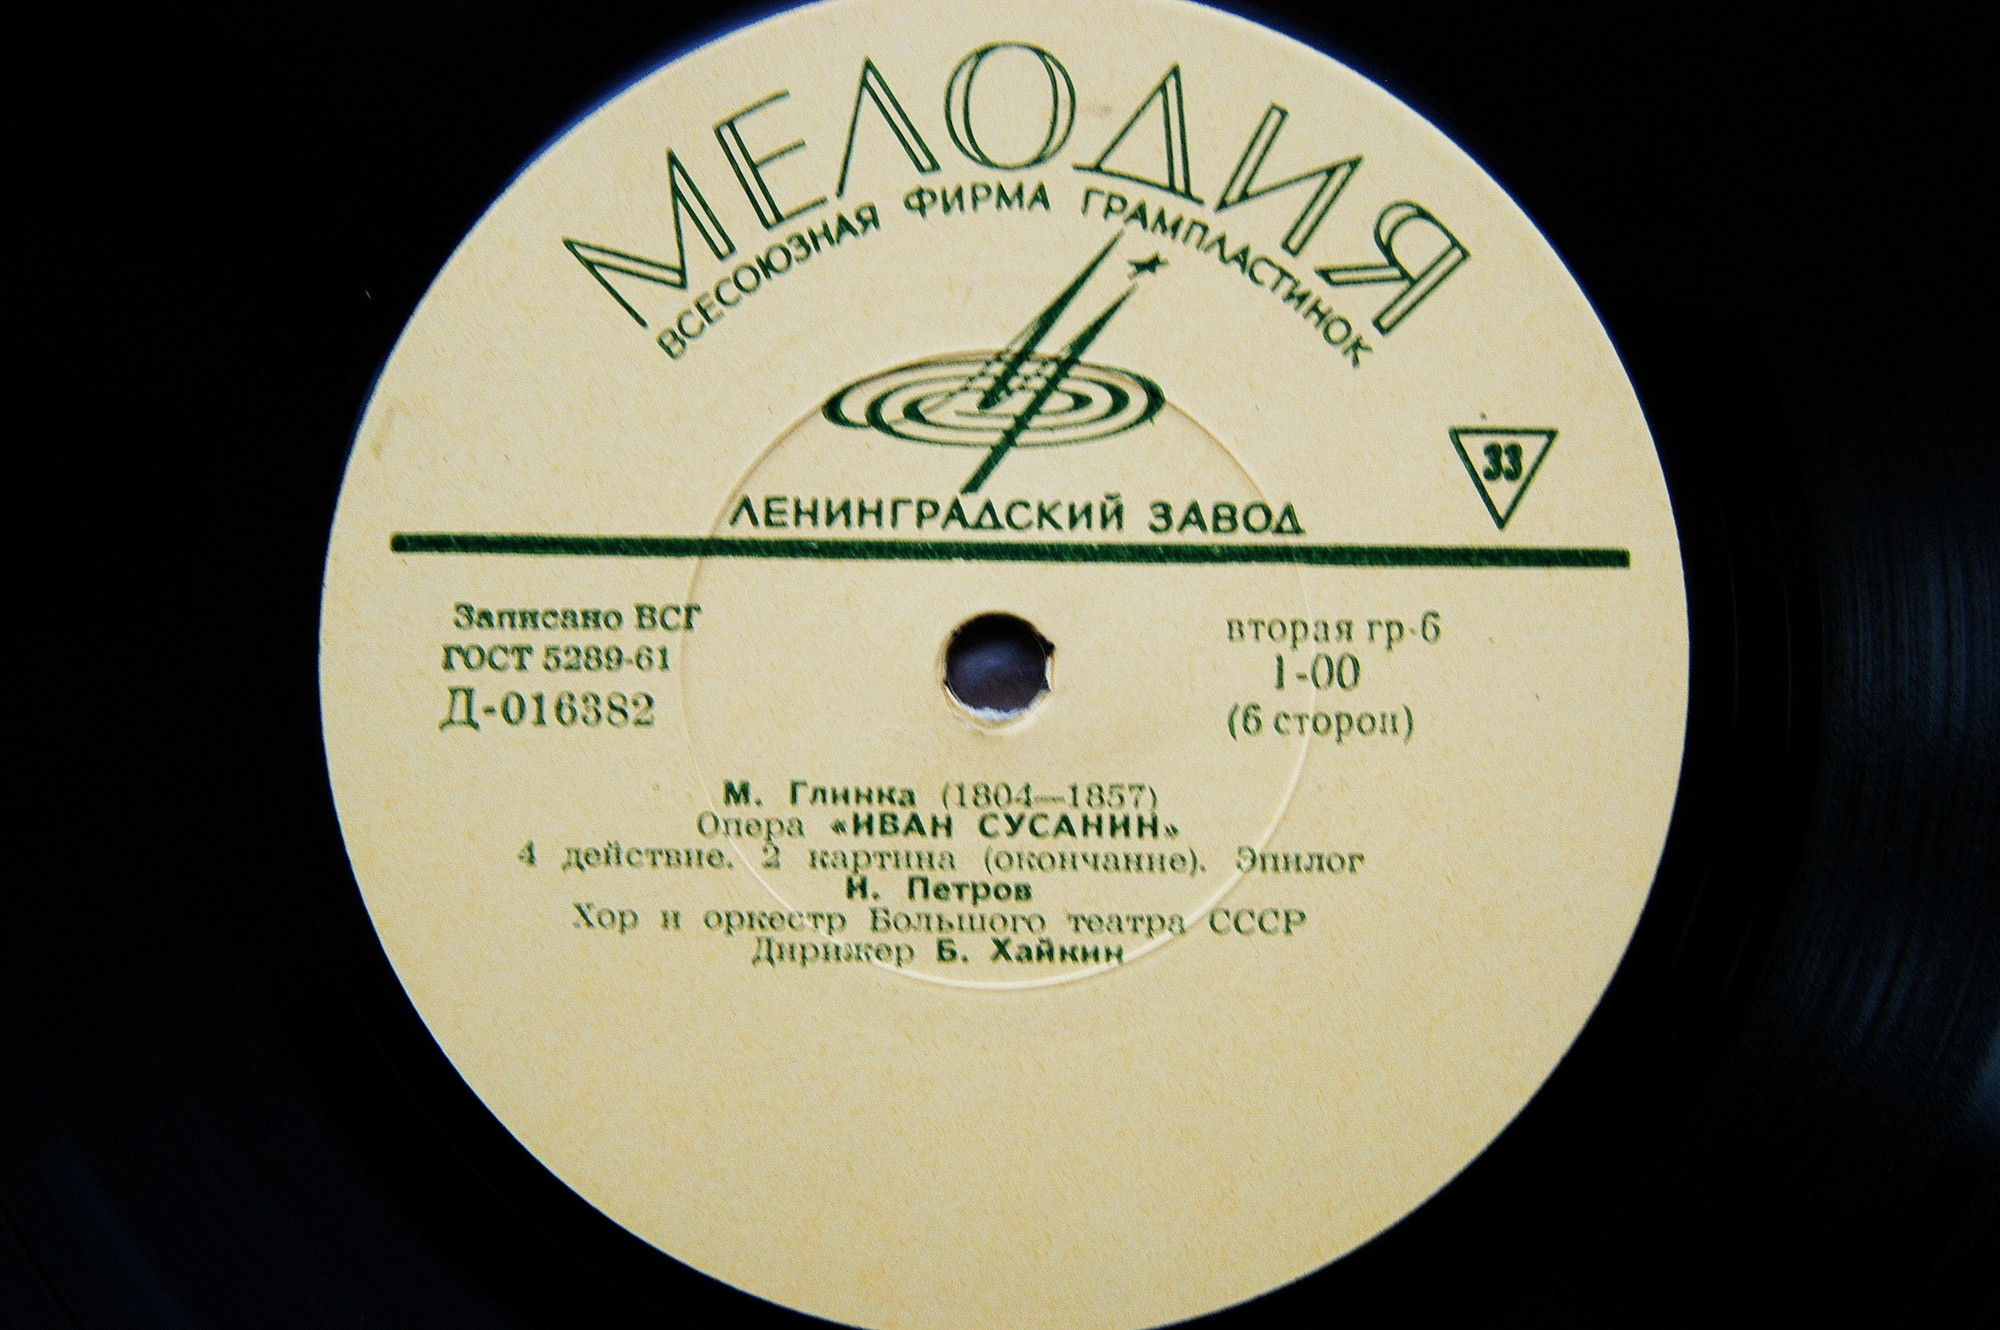 МЕЛОДИЯ
ВСЕСОЮЗНАЯ ФИРМА ГРАМПЛАСТИНОК
33
ЛЕНИНГРАДСКИЙ ЗАВОД
Записано ВСГ
ГОСТ 5289-61
Д-016382
вторая гр-6
1-00
(6 сторон)
М. Глинка (1804—1857)
Опера «ИВАН СУСАНИН»
4 действие. 2 картина (окончание). Эпилог
И. Петров
Хор и оркестр Большого театра СССР
Дирижер Б. Хайкин